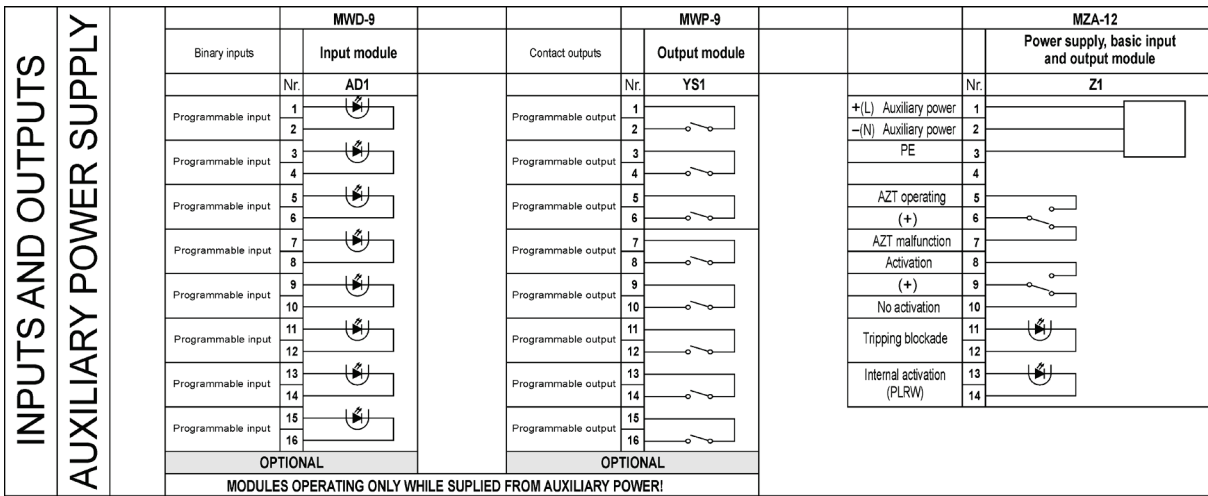 INPUTS AND OUTPUTS
AUXILIARY POWER SUPPLY
MWD-9
Binary inputs
Input module
Nr.
AD1
Programmable input
1
2
Programmable input
3
4
Programmable input
5
6
Programmable input
7
8
Programmable input
9
10
Programmable input
11
12
Programmable input
13
14
Programmable input
15
16
OPTIONAL
MWP-9
Contact outputs
Output module
Nr.
YS1
Programmable output
1
2
Programmable output
3
4
Programmable output
5
6
Programmable output
7
8
Programmable output
9
10
Programmable output
11
12
Programmable output
13
14
Programmable output
15
16
OPTIONAL
MODULES OPERATING ONLY WHILE SUPLIED FROM AUXILIARY POWER!
MZA-12
Power supply, basic input
and output module
Nr.
Z1
+(L) Auxiliary power 1
–(N) Auxiliary power 2
PE 3
4
AZT operating 5
(+) 6
AZT malfunction 7
Activation 8
(+) 9
No activation 10
Tripping blockade
11
12
Internal activation
(PLRW)
13
14